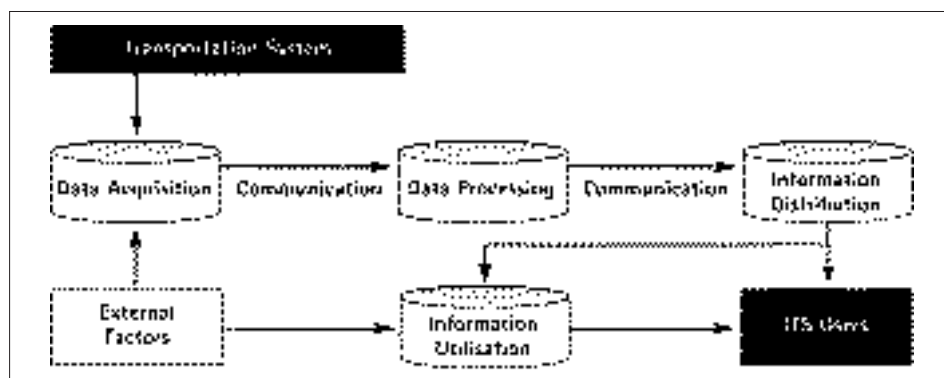 Transportation System
Data Acquisition
Communication
Data Processing
Communication
Information
Distribution
External
Factors
Information
Utilisation
ITS Users